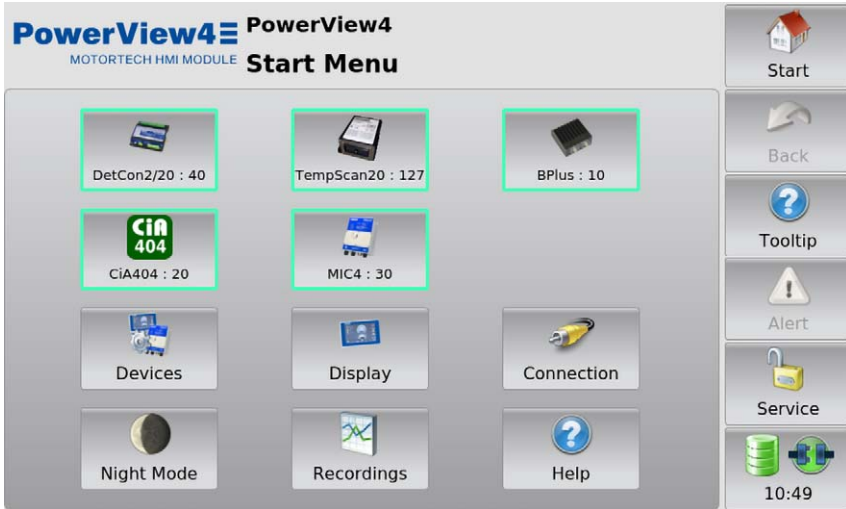 PowerView4
MOTORTECH HMI MODULE
PowerView4
Start Menu
DetCon2/20 : 40
TempScan20 : 127
BPlus : 10
CiA
404
CiA404 : 20
MIC4 : 30
Devices
Display
Connection
Night Mode
Recordings
Help
Start
Back
Tooltip
Alert
Service
10:49